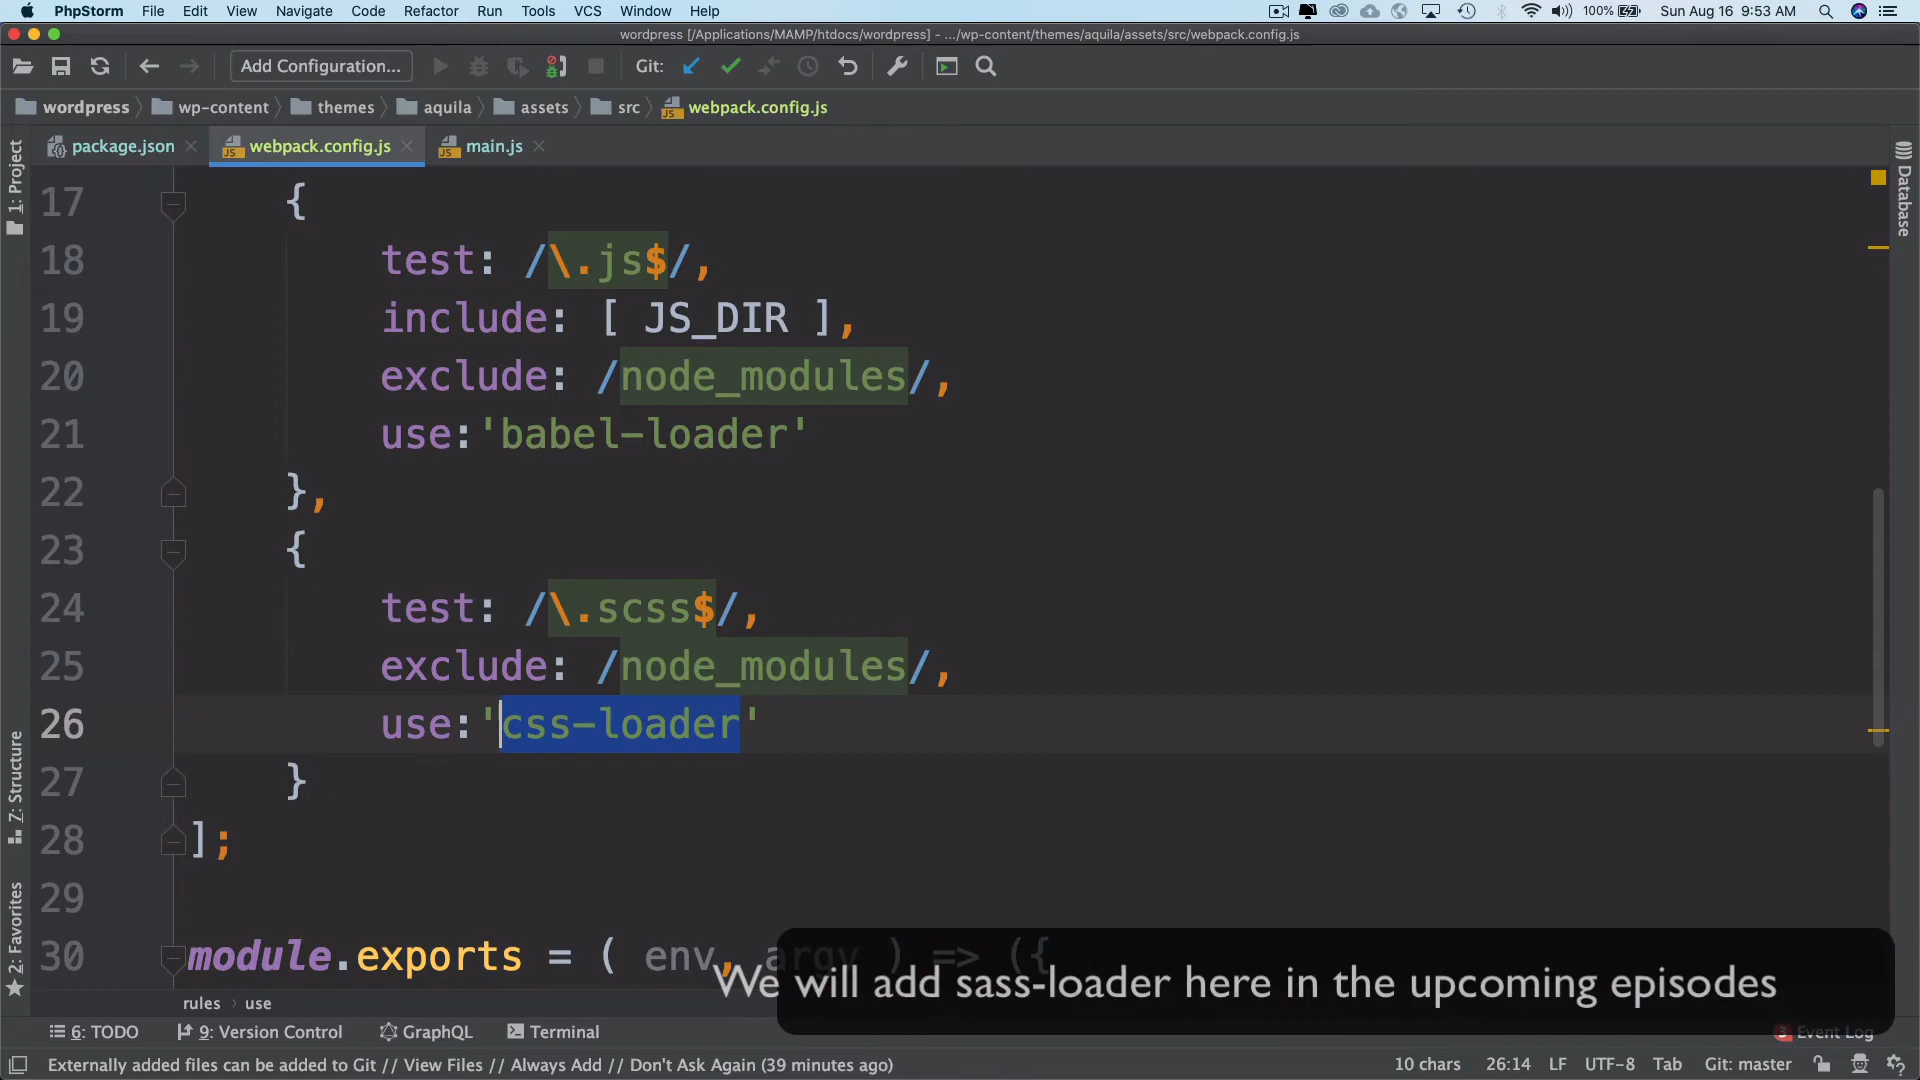 PhpStorm File Edit View Navigate Code Refactor Run Tools VCS Window Help 100% Sun Aug 16 9:53 AM
wordpress [/Applications/MAMP/htdocs/wordpress] - .../wp-content/themes/aquila/assets/src/webpack.config.js
Add Configuration... Git:
wordpress wp-content themes aquila assets src webpack.config.js
package.json webpack.config.js main.js
1: Project
Database
17 {
18 test: /\.js$/,
19 include: [ JS_DIR ],
20 exclude: /node_modules/,
21 use:'babel-loader'
22 },
23 {
24 test: /\.scss$/,
25 exclude: /node_modules/,
26 use:'css-loader'
27 }
28 ];
29
30 module.exports = ( env, argv ) => ({
We will add sass-loader here in the upcoming episodes
7: Structure
2: Favorites
rules use
6: TODO 9: Version Control GraphQL Terminal 3 Event Log
Externally added files can be added to Git // View Files // Always Add // Don't Ask Again (39 minutes ago) 10 chars 26:14 LF UTF-8 Tab Git: master